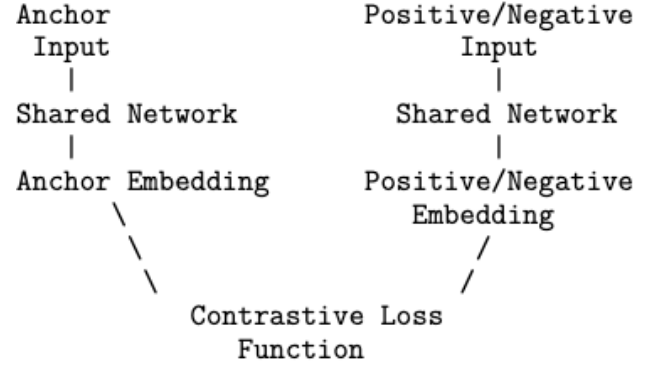 Anchor Positive/Negative
Input Input
| |
Shared Network Shared Network
| |
Anchor Embedding Positive/Negative
\ Embedding
\ /
\ /
Contrastive Loss
Function